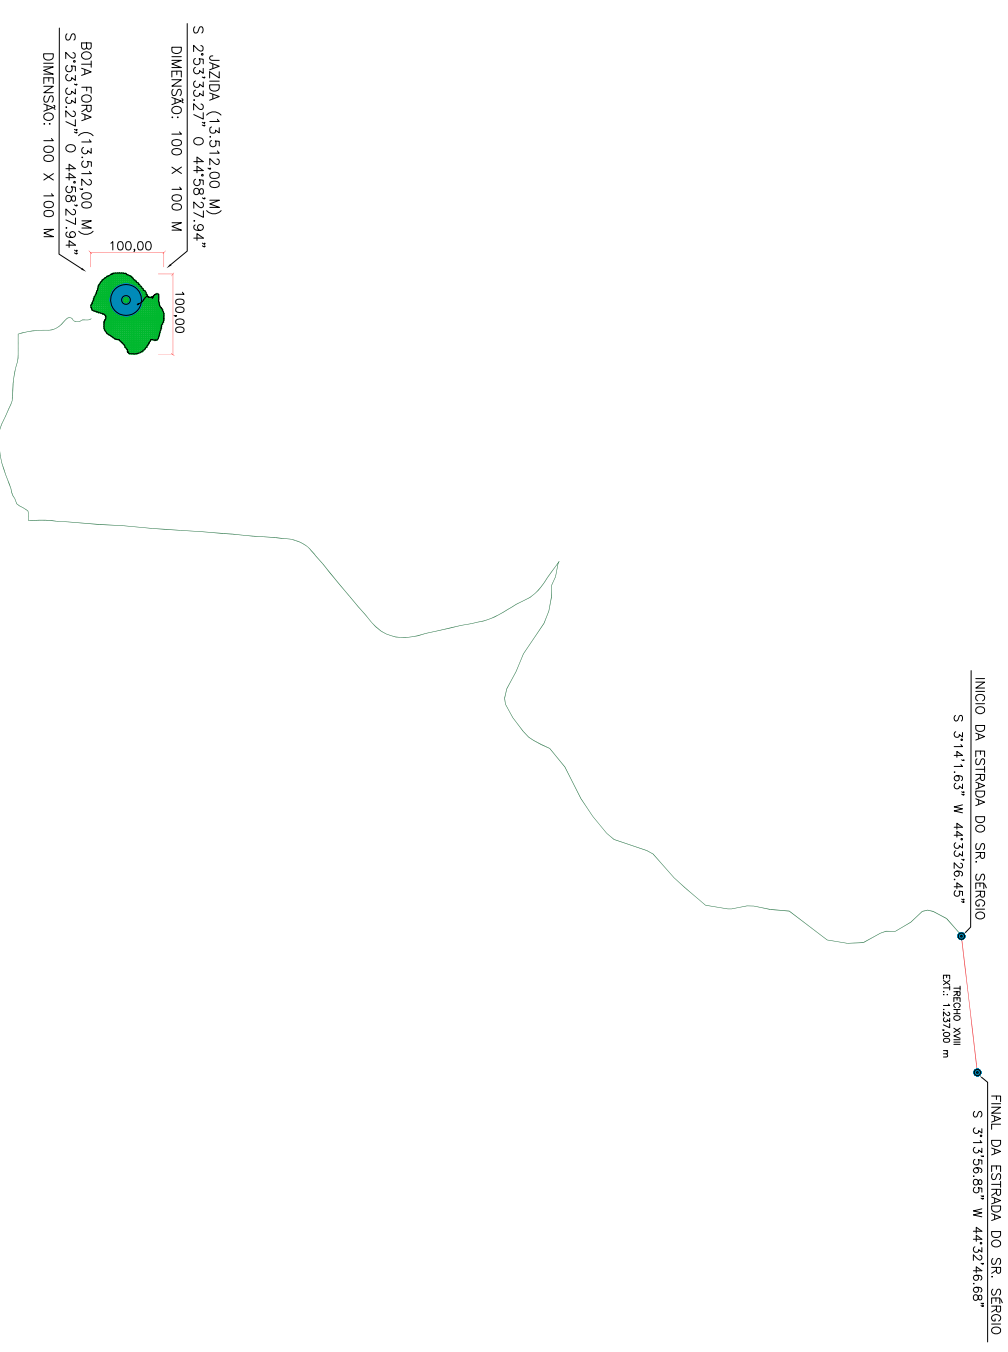 JAZIDA (13.512,00 M)
S 2°53'33.27" O 44°58'27.94"
DIMENSÃO: 100 X 100 M
BOTA FORA (13.512,00 M)
S 2°53'33.27" O 44°58'27.94"
DIMENSÃO: 100 X 100 M
100,00
100,00
INICIO DA ESTRADA DO SR. SÉRGIO
S 3°14'1.63" W 44°33'26.45"
TRECHO XVIII
EXT.: 1.237,00 m
FINAL DA ESTRADA DO SR. SÉRGIO
S 3°13'56.85" W 44°32'46.68"